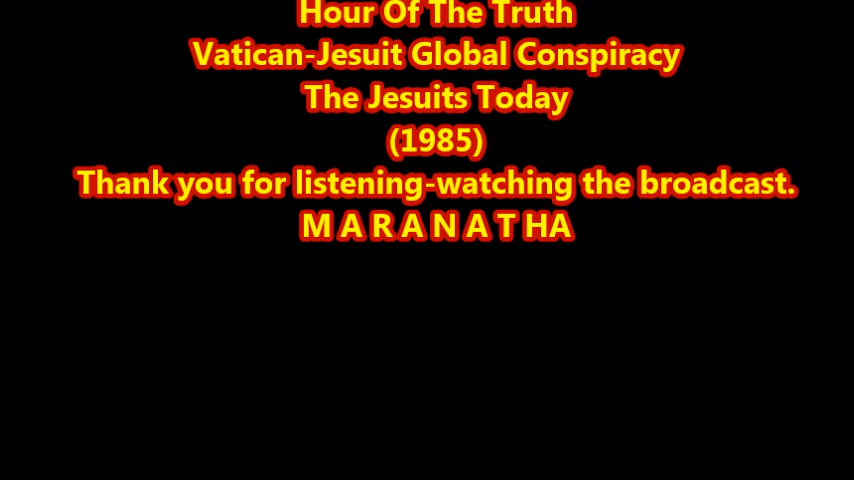 Hour Of The Truth
Vatican-Jesuit Global Conspiracy
The Jesuits Today
(1985)
Thank you for listening-watching the broadcast.
M A R A N A T HA